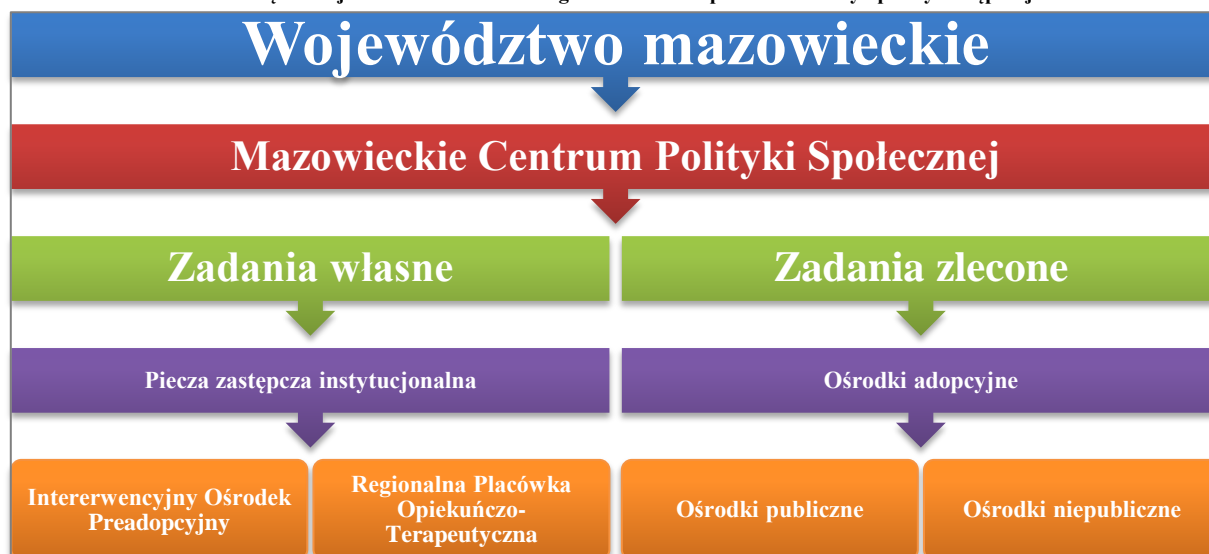 Województwo mazowieckie
Mazowieckie Centrum Polityki Społecznej
Zadania własne
Zadania zlecone
Piecza zastępcza instytucjonalna
Ośrodki adopcyjne
Intererwencyjny Ośrodek
Preadopcyjny
Regionalna Placówka
Opiekuńczo-
Terapeutyczna
Ośrodki publiczne
Ośrodki niepubliczne